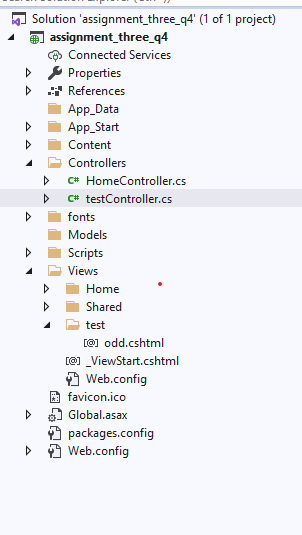 Solution 'assignment_three_q4' (1 of 1 project)
assignment_three_q4
Connected Services
Properties
References
App_Data
App_Start
Content
Controllers
C# HomeController.cs
C# testController.cs
fonts
Models
Scripts
Views
Home
Shared
test
odd.cshtml
_ViewStart.cshtml
Web.config
favicon.ico
Global.asax
packages.config
Web.config